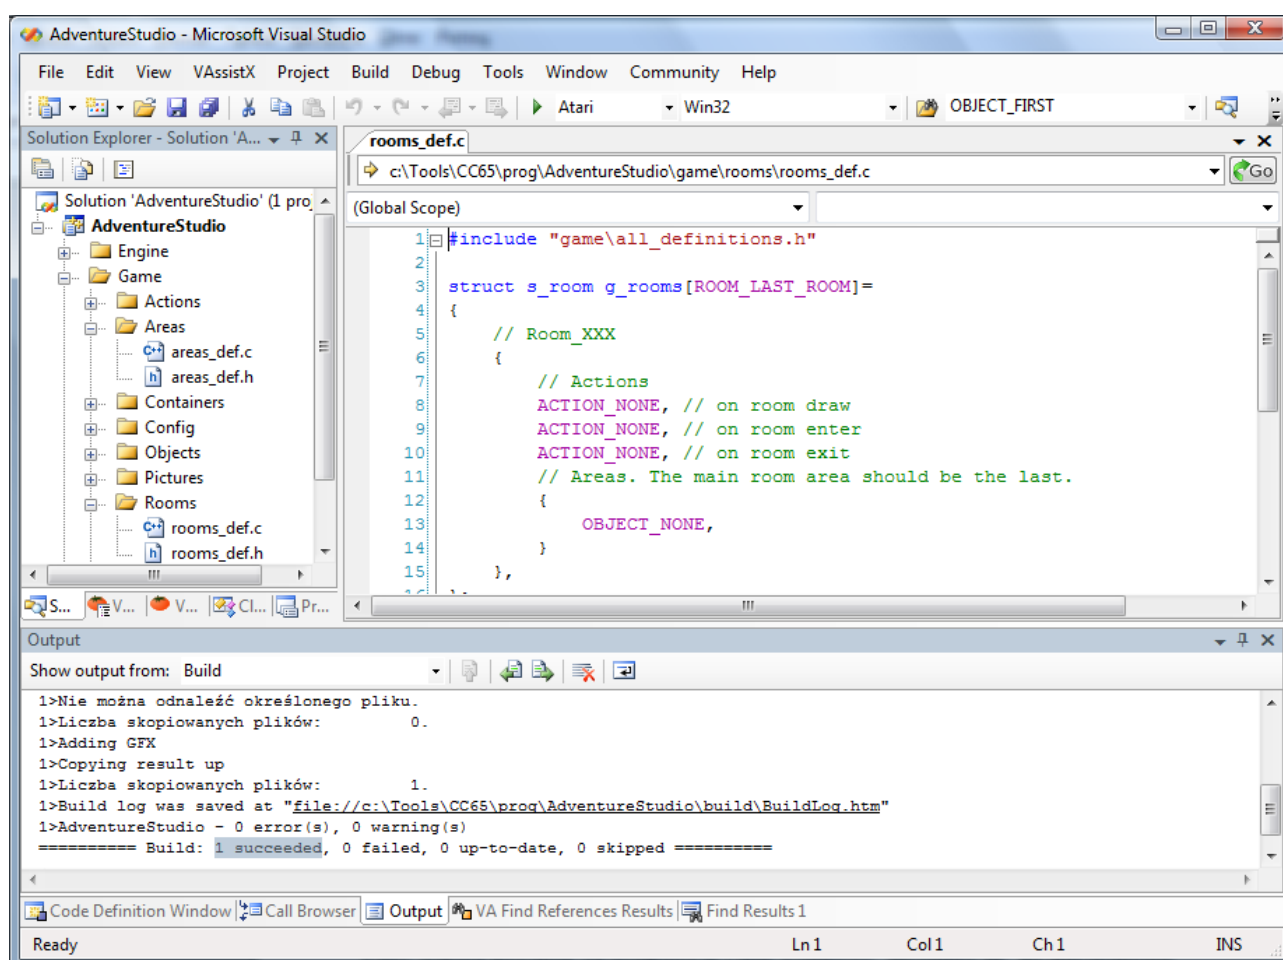 AdventureStudio - Microsoft Visual Studio
File Edit View VAssistX Project Build Debug Tools Window Community Help
Atari Win32 OBJECT_FIRST
Solution Explorer - Solution 'A...
rooms_def.c
c:\Tools\CC65\prog\AdventureStudio\game\rooms\rooms_def.c
Go
(Global Scope)
Solution 'AdventureStudio' (1 proj
AdventureStudio
Engine
Game
Actions
Areas
areas_def.c
areas_def.h
Containers
Config
Objects
Pictures
Rooms
rooms_def.c
rooms_def.h
1 #include "game\all_definitions.h"
2
3 struct s_room g_rooms[ROOM_LAST_ROOM]=
4 {
5 // Room_XXX
6 {
7 // Actions
8 ACTION_NONE, // on room draw
9 ACTION_NONE, // on room enter
10 ACTION_NONE, // on room exit
11 // Areas. The main room area should be the last.
12 {
13 OBJECT_NONE,
14 }
15 },
S... V... V... Cl... Pr...
Output
Show output from: Build
1>Nie można odnaleźć określonego pliku.
1>Liczba skopiowanych plików: 0.
1>Adding GFX
1>Copying result up
1>Liczba skopiowanych plików: 1.
1>Build log was saved at "file://c:\Tools\CC65\prog\AdventureStudio\build\BuildLog.htm"
1>AdventureStudio - 0 error(s), 0 warning(s)
========== Build: 1 succeeded, 0 failed, 0 up-to-date, 0 skipped ==========
Code Definition Window Call Browser Output VA Find References Results Find Results 1
Ready Ln 1 Col 1 Ch 1 INS